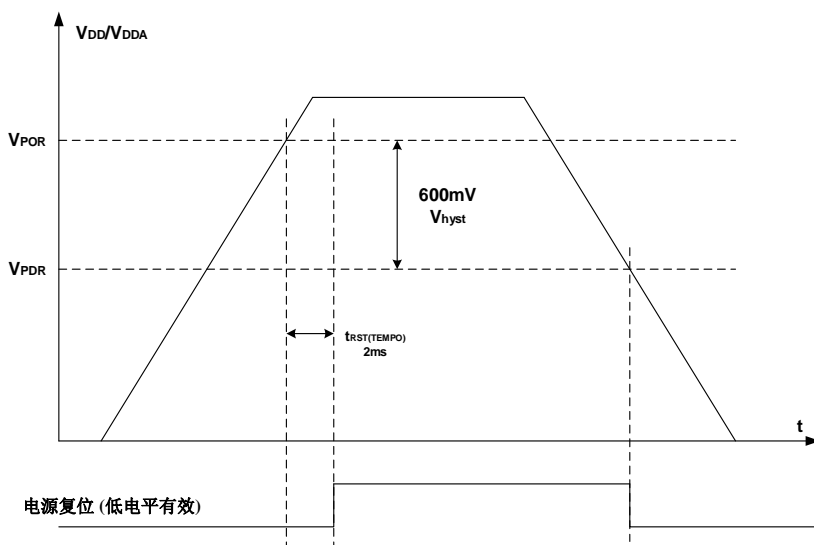 VDD/VDDA
VPOR
600mV
Vhyst
VPDR
tRST(TEMPO)
2ms
t
电源复位 (低电平有效)